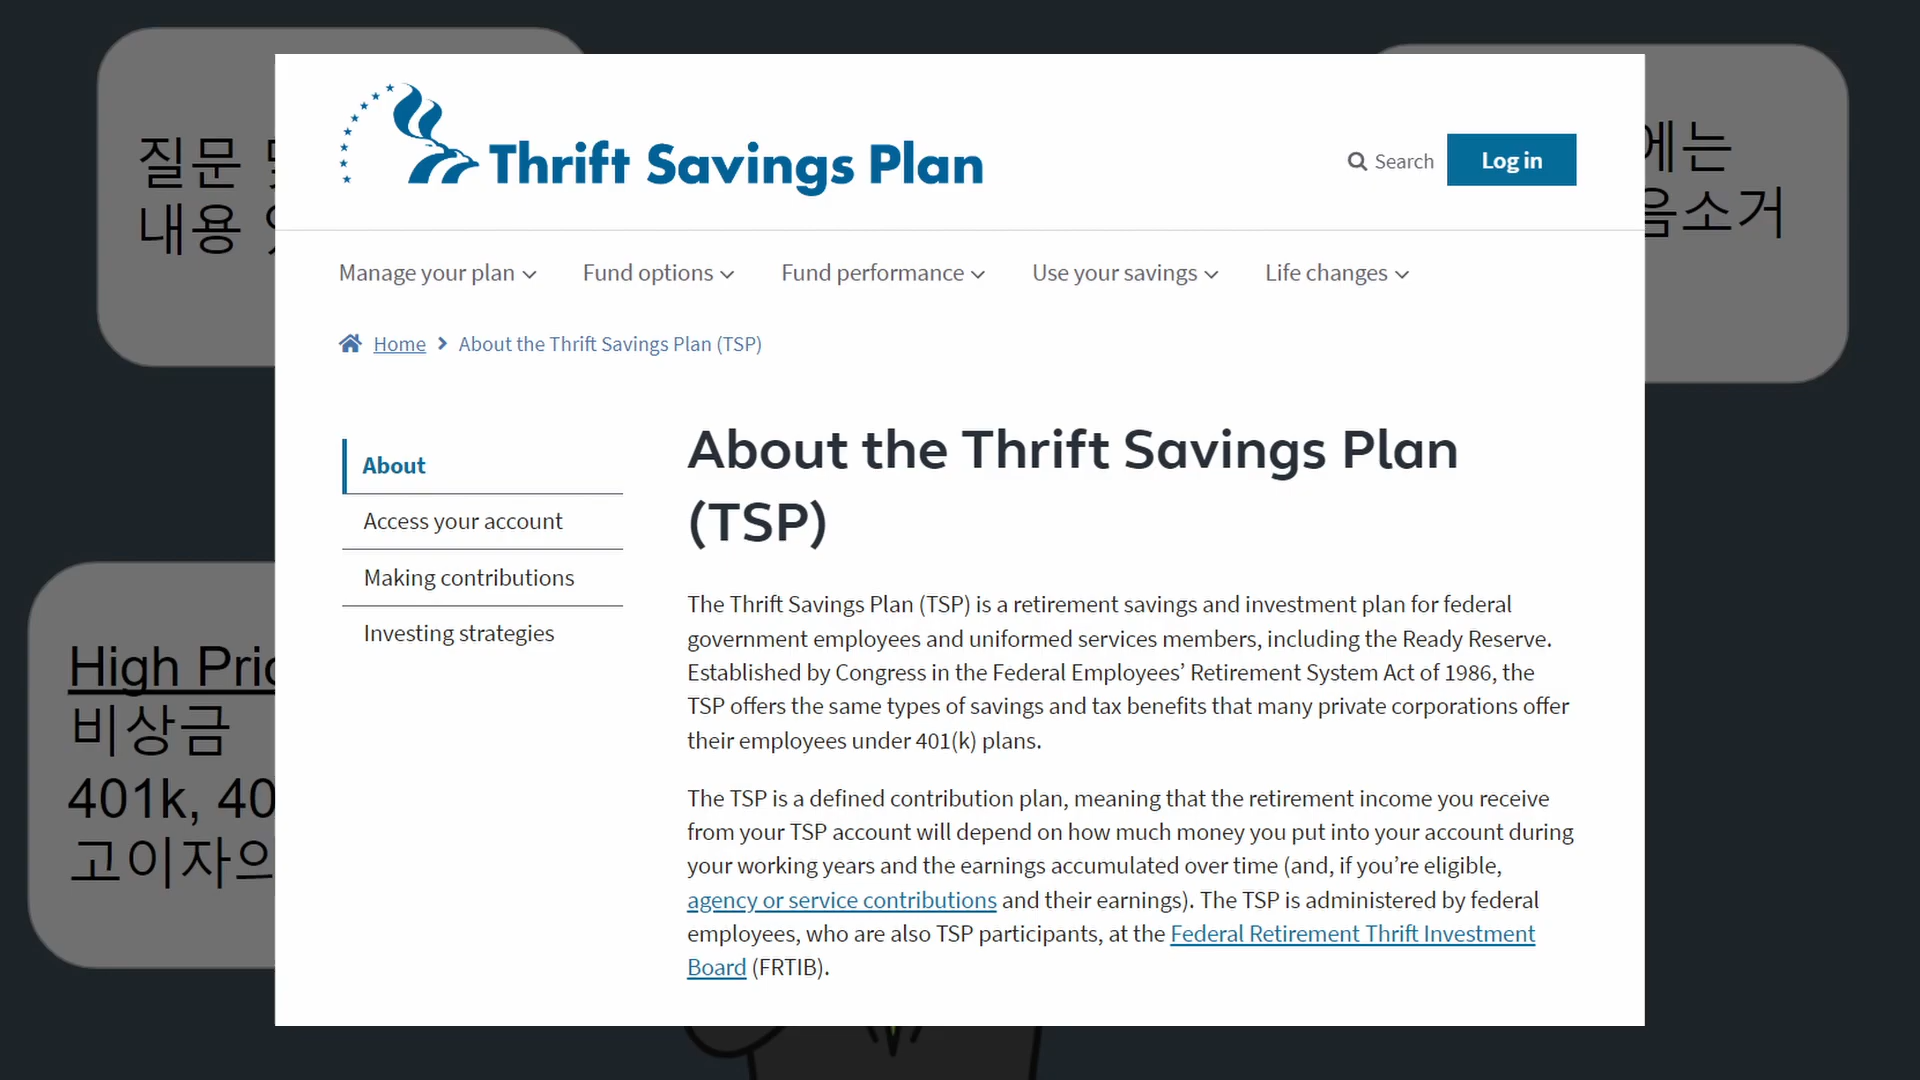 질문
내용
에는
음소거
High Pric
비상금
401k, 40
고이자의
Thrift Savings Plan
Search
Log in
Manage your plan
Fund options
Fund performance
Use your savings
Life changes
Home
About the Thrift Savings Plan (TSP)
About
Access your account
Making contributions
Investing strategies
About the Thrift Savings Plan
(TSP)
The Thrift Savings Plan (TSP) is a retirement savings and investment plan for federal
government employees and uniformed services members, including the Ready Reserve.
Established by Congress in the Federal Employees’ Retirement System Act of 1986, the
TSP offers the same types of savings and tax benefits that many private corporations offer
their employees under 401(k) plans.
The TSP is a defined contribution plan, meaning that the retirement income you receive
from your TSP account will depend on how much money you put into your account during
your working years and the earnings accumulated over time (and, if you’re eligible,
agency or service contributions and their earnings). The TSP is administered by federal
employees, who are also TSP participants, at the Federal Retirement Thrift Investment
Board (FRTIB).